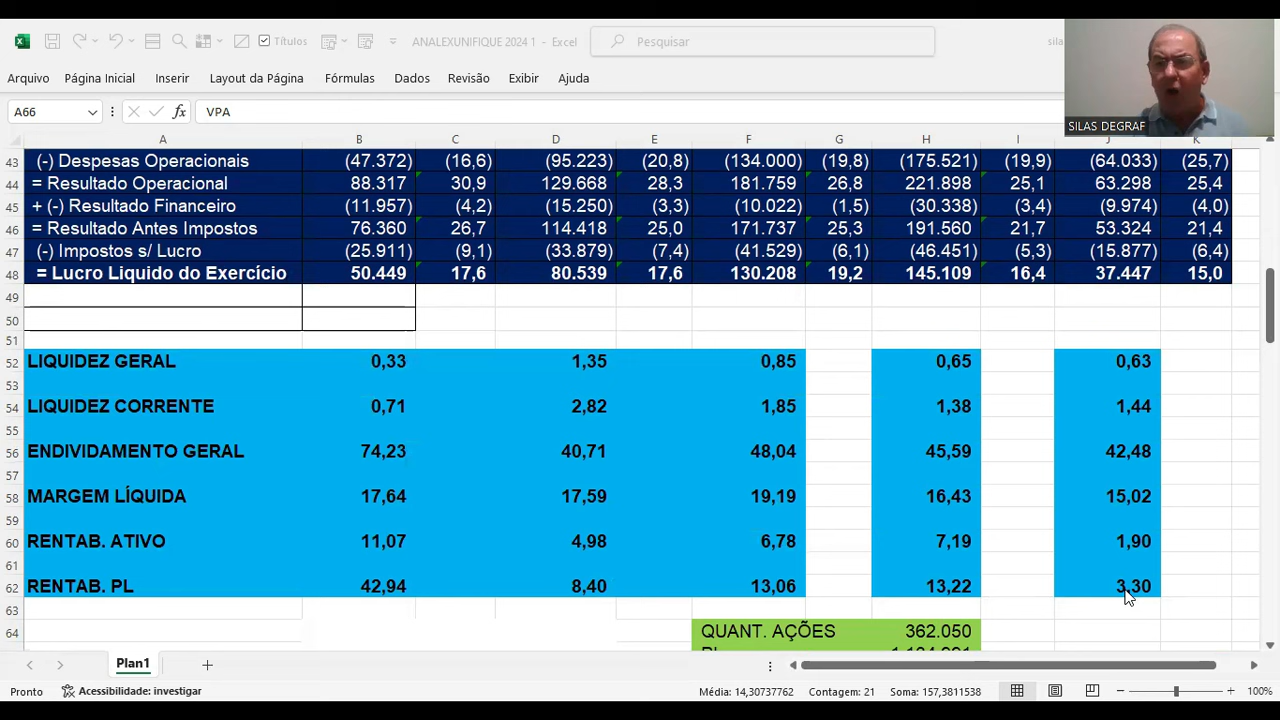 Títulos
ANALEXUNIFIQUE 2024 1 - Excel
Pesquisar
Arquivo Página Inicial Inserir Layout da Página Fórmulas Dados Revisão Exibir Ajuda
A66 fx VPA
SILAS DEGRAF
A B C D E F G H I J K
43 (-) Despesas Operacionais (47.372) (16,6) (95.223) (20,8) (134.000) (19,8) (175.521) (19,9) (64.033) (25,7)
44 = Resultado Operacional 88.317 30,9 129.668 28,3 181.759 26,8 221.898 25,1 63.298 25,4
45 + (-) Resultado Financeiro (11.957) (4,2) (15.250) (3,3) (10.022) (1,5) (30.338) (3,4) (9.974) (4,0)
46 = Resultado Antes Impostos 76.360 26,7 114.418 25,0 171.737 25,3 191.560 21,7 53.324 21,4
47 (-) Impostos s/ Lucro (25.911) (9,1) (33.879) (7,4) (41.529) (6,1) (46.451) (5,3) (15.877) (6,4)
48 = Lucro Liquido do Exercício 50.449 17,6 80.539 17,6 130.208 19,2 145.109 16,4 37.447 15,0
49
50
51
52 LIQUIDEZ GERAL 0,33 1,35 0,85 0,65 0,63
53
54 LIQUIDEZ CORRENTE 0,71 2,82 1,85 1,38 1,44
55
56 ENDIVIDAMENTO GERAL 74,23 40,71 48,04 45,59 42,48
57
58 MARGEM LÍQUIDA 17,64 17,59 19,19 16,43 15,02
59
60 RENTAB. ATIVO 11,07 4,98 6,78 7,19 1,90
61
62 RENTAB. PL 42,94 8,40 13,06 13,22 3,30
63
64 QUANT. AÇÕES 362.050
Plan1
Pronto Acessibilidade: investigar Média: 14,30737762 Contagem: 21 Soma: 157,3811538 100%